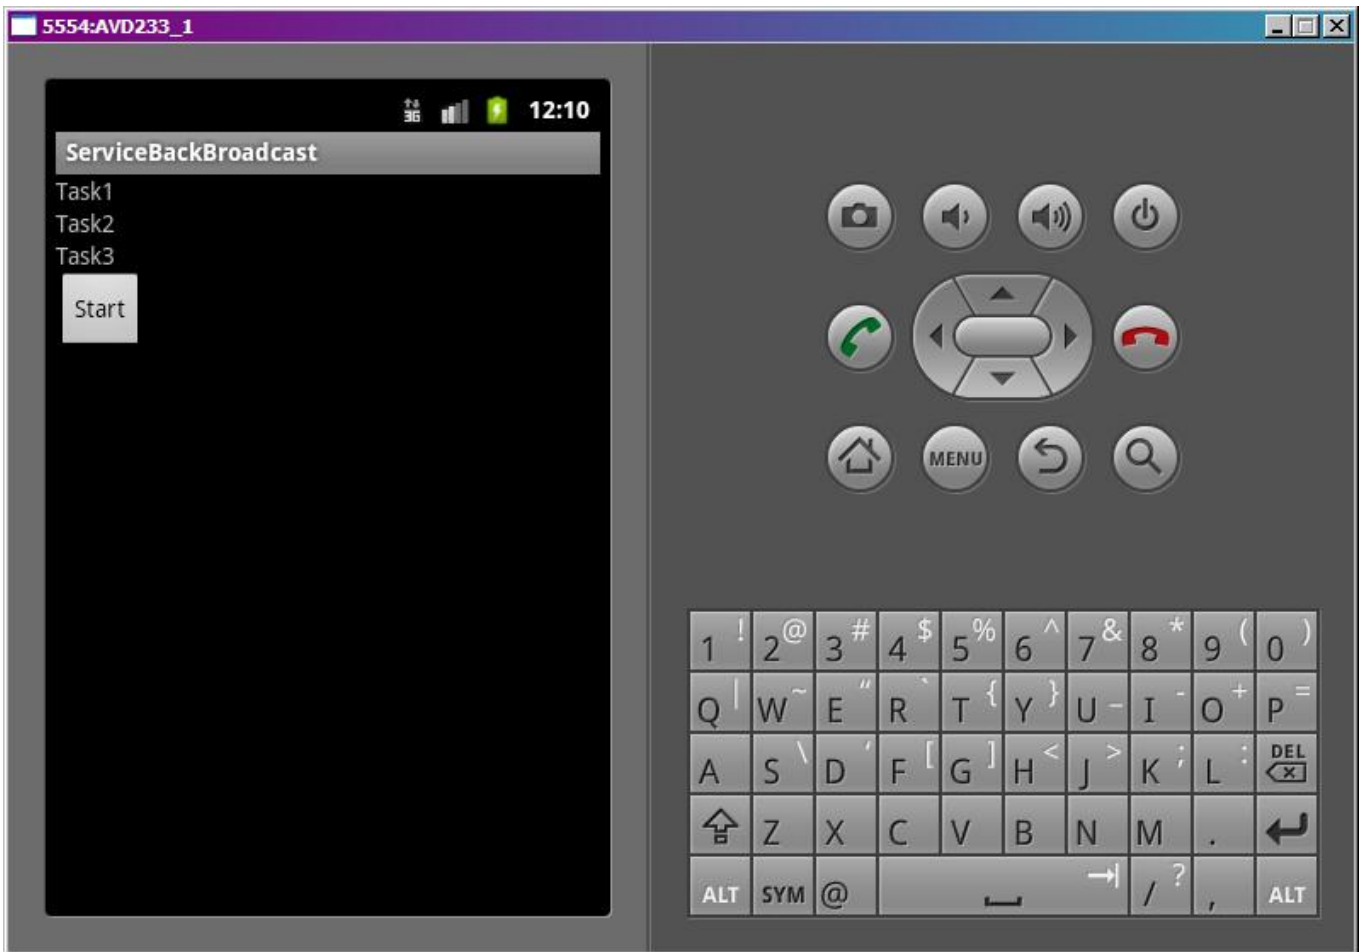 5554:AVD233_1
3G 12:10
ServiceBackBroadcast
Task1
Task2
Task3
Start
MENU
1 ! 2 @ 3 # 4 $ 5 % 6 ^ 7 & 8 * 9 ( 0 )
Q | W ~ E " R ` T { Y } U _ I - O + P =
A S \ D ' F [ G ] H < J > K ; L : DEL
Z X C V B N M .
ALT SYM @ / ? , ALT